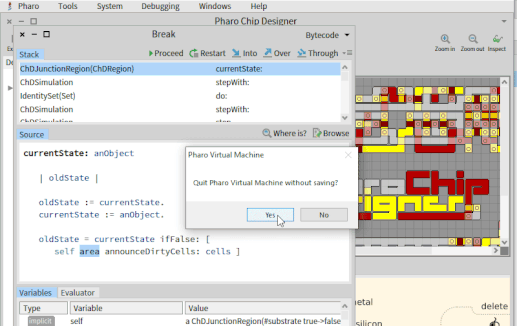 Pharo Tools System Debugging Windows Help
Pharo Chip Designer
Break
Bytecode
Stack
Proceed Restart Into Over Through
Zoom in Zoom out Inspect
ChDJunctionRegion(ChDRegion) currentState:
ChDSimulation stepWith:
IdentitySet(Set) do:
ChDSimulation stepWith:
ChDSimulation step
Source
Where is? Browse
currentState: anObject
| oldState |
oldState := currentState.
currentState := anObject.
oldState = currentState ifFalse: [
self area announceDirtyCells: cells ]
Pharo Virtual Machine
Quit Pharo Virtual Machine without saving?
Yes No
Chip
Variables Evaluator
Type Variable Value
implicit self a ChDJunctionRegion(#substrate true->false
etal
delete
silicon